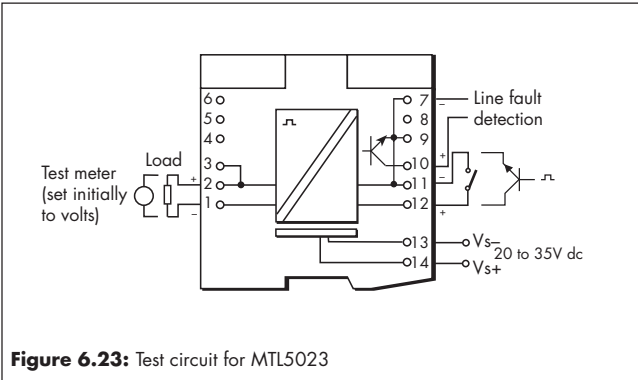 6
5
4
3
2
1
Test meter
(set initially
to volts)
Load
+
−
7
8
9
10
11
12
13
14
−
Line fault
detection
+
−
+
Vs−
Vs+
20 to 35V dc
Figure 6.23: Test circuit for MTL5023